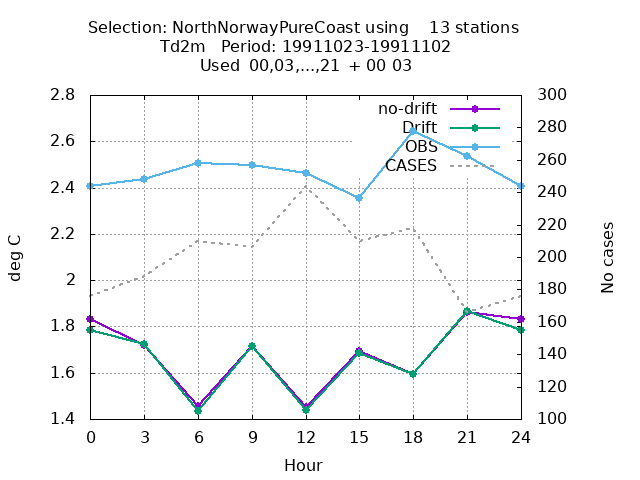 Selection: NorthNorwayPureCoast using    13 stations
Td2m   Period: 19911023-19911102
Used  00,03,...,21 + 00 03
2.8
2.6
2.4
2.2
2
1.8
1.6
1.4
deg C
300
280
260
240
220
200
180
160
140
120
100
No cases
no-drift
Drift
OBS
CASES
0 3 6 9 12 15 18 21 24
Hour